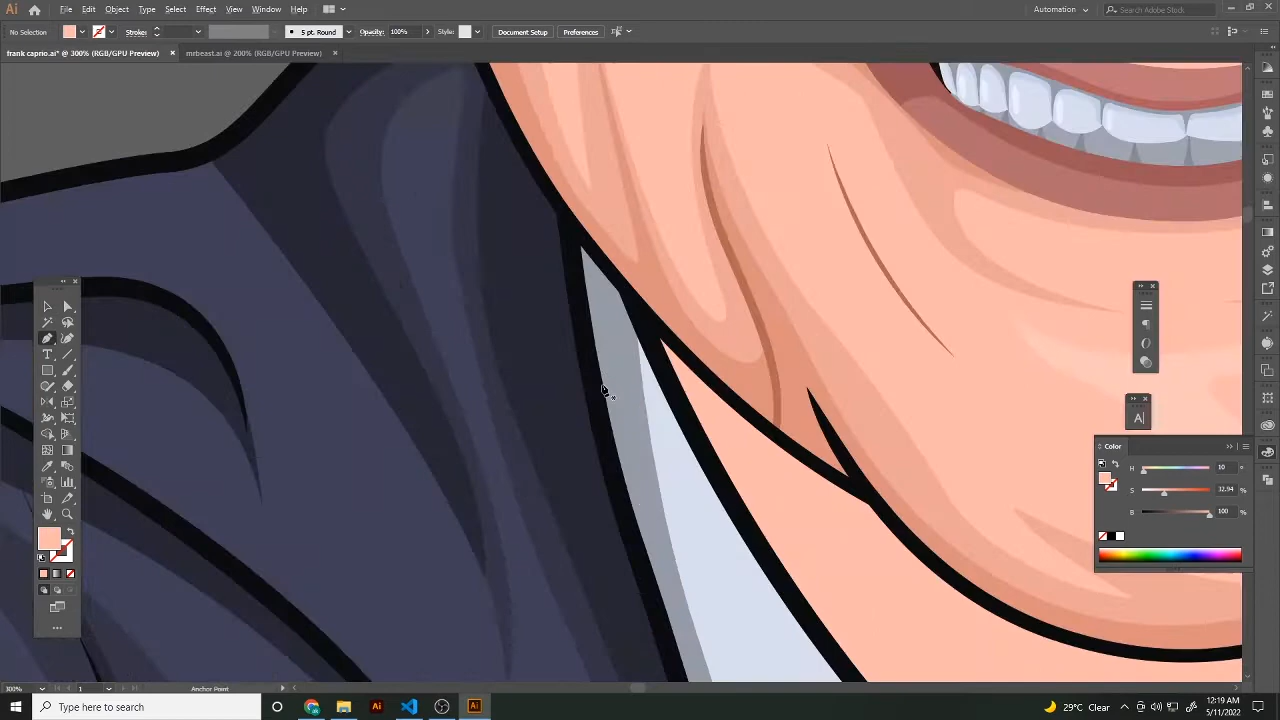 Ai File Edit Object Type Select Effect View Window Help Automation Search Adobe Stock
No Selection Stroke: 5 pt. Round Opacity: 100% Style: Document Setup Preferences
frank caprio.ai* @ 300% (RGB/GPU Preview) × mrbeast.ai @ 200% (RGB/GPU Preview) ×
A
Color
H 10 °
S 32.94 %
B 100 %
300% 1 Anchor Point
Type here to search Ai Ai 29°C Clear 12:19 AM
5/11/2022